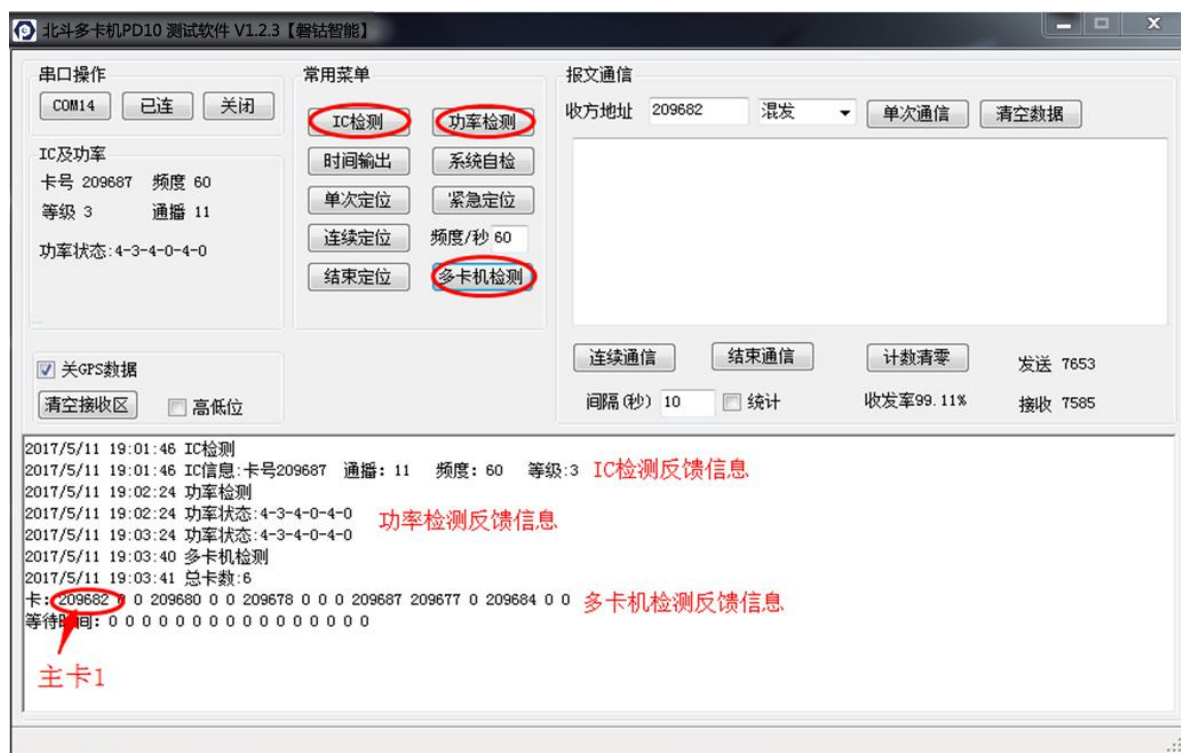 北斗多卡机PD10 测试软件 V1.2.3【磐钴智能】
串口操作
COM14 已连 关闭
IC及功率
卡号 209687 频度 60
等级 3 通播 11
功率状态:4-3-4-0-4-0
关GPS数据
清空接收区 高低位
常用菜单
IC检测 功率检测
时间输出 系统自检
单次定位 紧急定位
连续定位 频度/秒 60
结束定位 多卡机检测
报文通信
收方地址 209682 混发 单次通信 清空数据
连续通信 结束通信 计数清零 发送 7653
间隔(秒) 10 统计 收发率99.11% 接收 7585
2017/5/11 19:01:46 IC检测
2017/5/11 19:01:46 IC信息:卡号209687 通播: 11 频度: 60 等级:3 IC检测反馈信息
2017/5/11 19:02:24 功率检测
2017/5/11 19:02:24 功率状态:4-3-4-0-4-0
功率检测反馈信息
2017/5/11 19:03:24 功率状态:4-3-4-0-4-0
2017/5/11 19:03:40 多卡机检测
2017/5/11 19:03:41 总卡数:6
卡: 209682 0 0 209680 0 0 209678 0 0 0 209687 209677 0 209684 0 0 多卡机检测反馈信息
等待时间: 0 0 0 0 0 0 0 0 0 0 0 0 0 0 0 0
主卡1